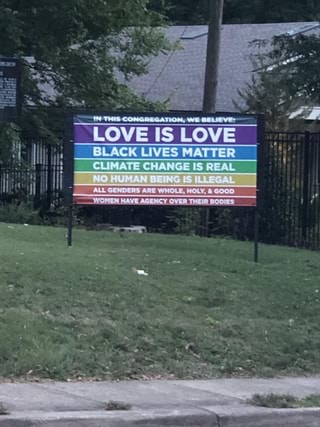 IN THIS CONGREGATION, WE BELIEVE:
LOVE IS LOVE
BLACK LIVES MATTER
CLIMATE CHANGE IS REAL
NO HUMAN BEING IS ILLEGAL
ALL GENDERS ARE WHOLE, HOLY, & GOOD
WOMEN HAVE AGENCY OVER THEIR BODIES